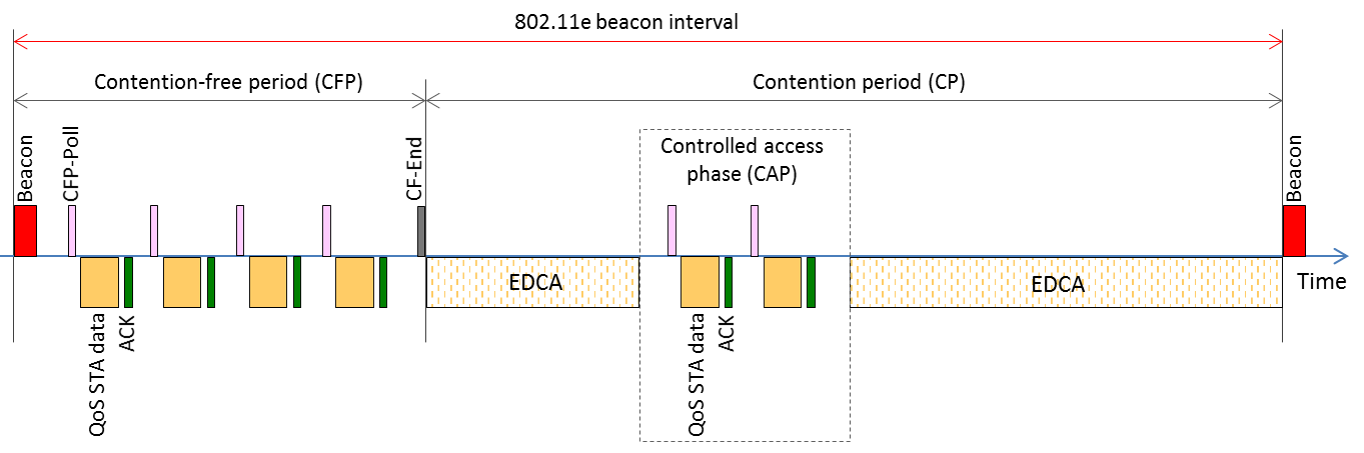 802.11e beacon interval
Contention-free period (CFP)
Contention period (CP)
Beacon
CFP-Poll
CF-End
Controlled access
phase (CAP)
Beacon
EDCA
EDCA
Time
QoS STA data
ACK
QoS STA data
ACK